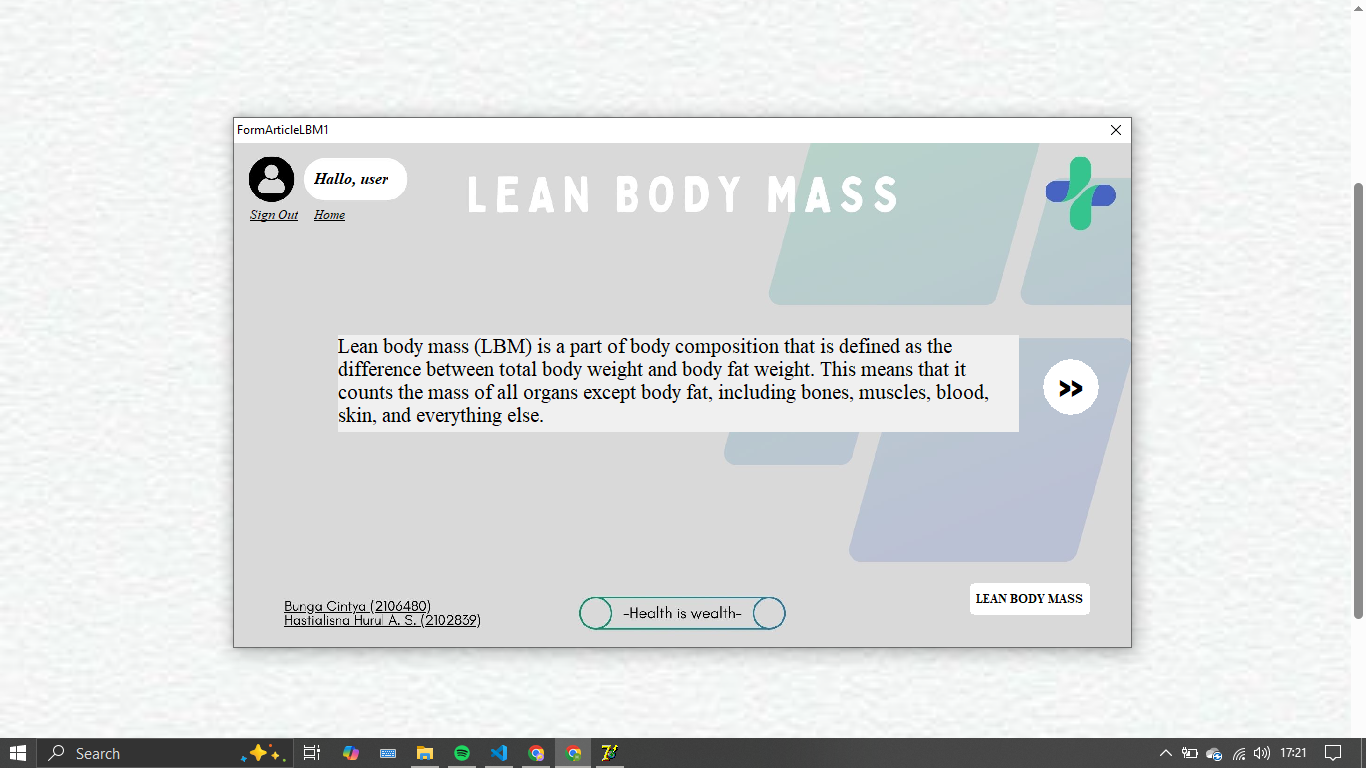 FormArticleLBM1
Hallo, user
LEAN BODY MASS
Sign Out Home
Lean body mass (LBM) is a part of body composition that is defined as the
difference between total body weight and body fat weight. This means that it
counts the mass of all organs except body fat, including bones, muscles, blood,
skin, and everything else.
»
LEAN BODY MASS
Bunga Cintya (2106480)
Hastialisna Hurul A. S. (2102839)
-Health is wealth-
Search
17:21